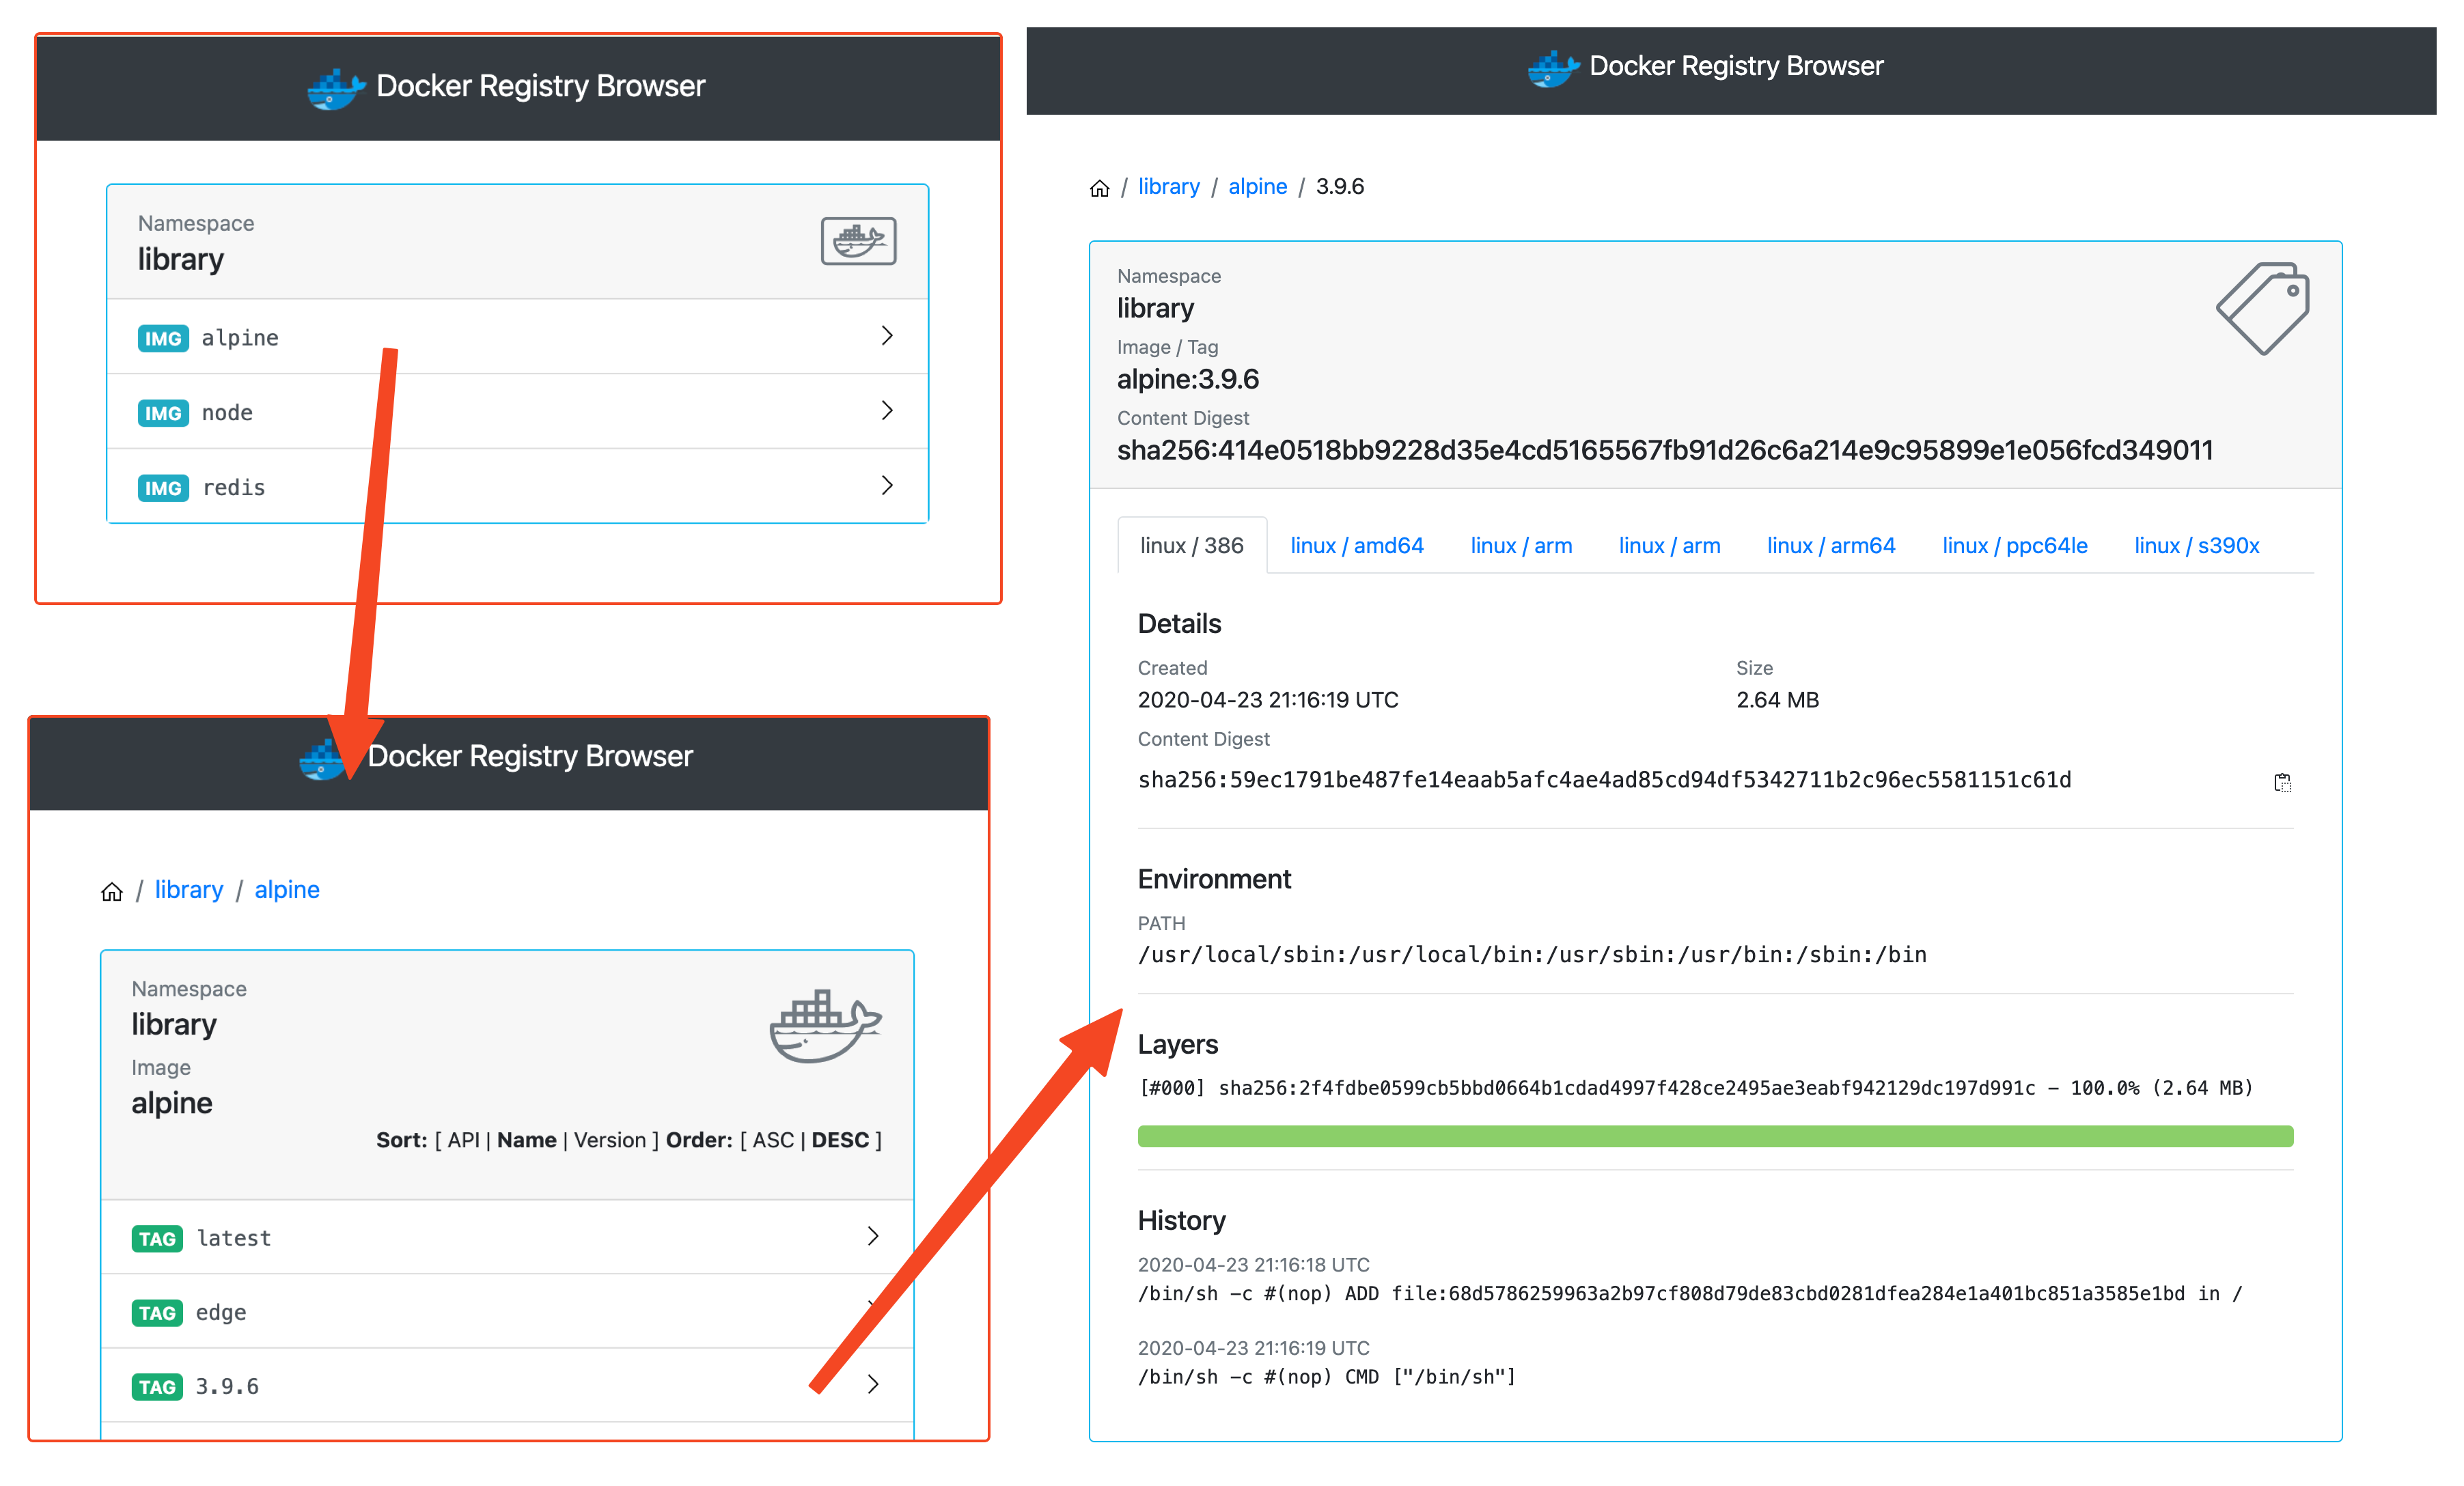 Docker Registry Browser
Namespace
library
IMG alpine
IMG node
IMG redis
Docker Registry Browser
/ library / alpine
Namespace
library
Image
alpine
Sort: [ API | Name | Version ] Order: [ ASC | DESC ]
TAG latest
TAG edge
TAG 3.9.6
Docker Registry Browser
/ library / alpine / 3.9.6
Namespace
library
Image / Tag
alpine:3.9.6
Content Digest
sha256:414e0518bb9228d35e4cd5165567fb91d26c6a214e9c95899e1e056fcd349011
linux / 386 linux / amd64 linux / arm linux / arm linux / arm64 linux / ppc64le linux / s390x
Details
Created Size
2020-04-23 21:16:19 UTC 2.64 MB
Content Digest
sha256:59ec1791be487fe14eaab5afc4ae4ad85cd94df5342711b2c96ec5581151c61d
Environment
PATH
/usr/local/sbin:/usr/local/bin:/usr/sbin:/usr/bin:/sbin:/bin
Layers
[#000] sha256:2f4fdbe0599cb5bbd0664b1cdad4997f428ce2495ae3eabf942129dc197d991c – 100.0% (2.64 MB)
History
2020-04-23 21:16:18 UTC
/bin/sh -c #(nop) ADD file:68d5786259963a2b97cf808d79de83cbd0281dfea284e1a401bc851a3585e1bd in /
2020-04-23 21:16:19 UTC
/bin/sh -c #(nop) CMD ["/bin/sh"]